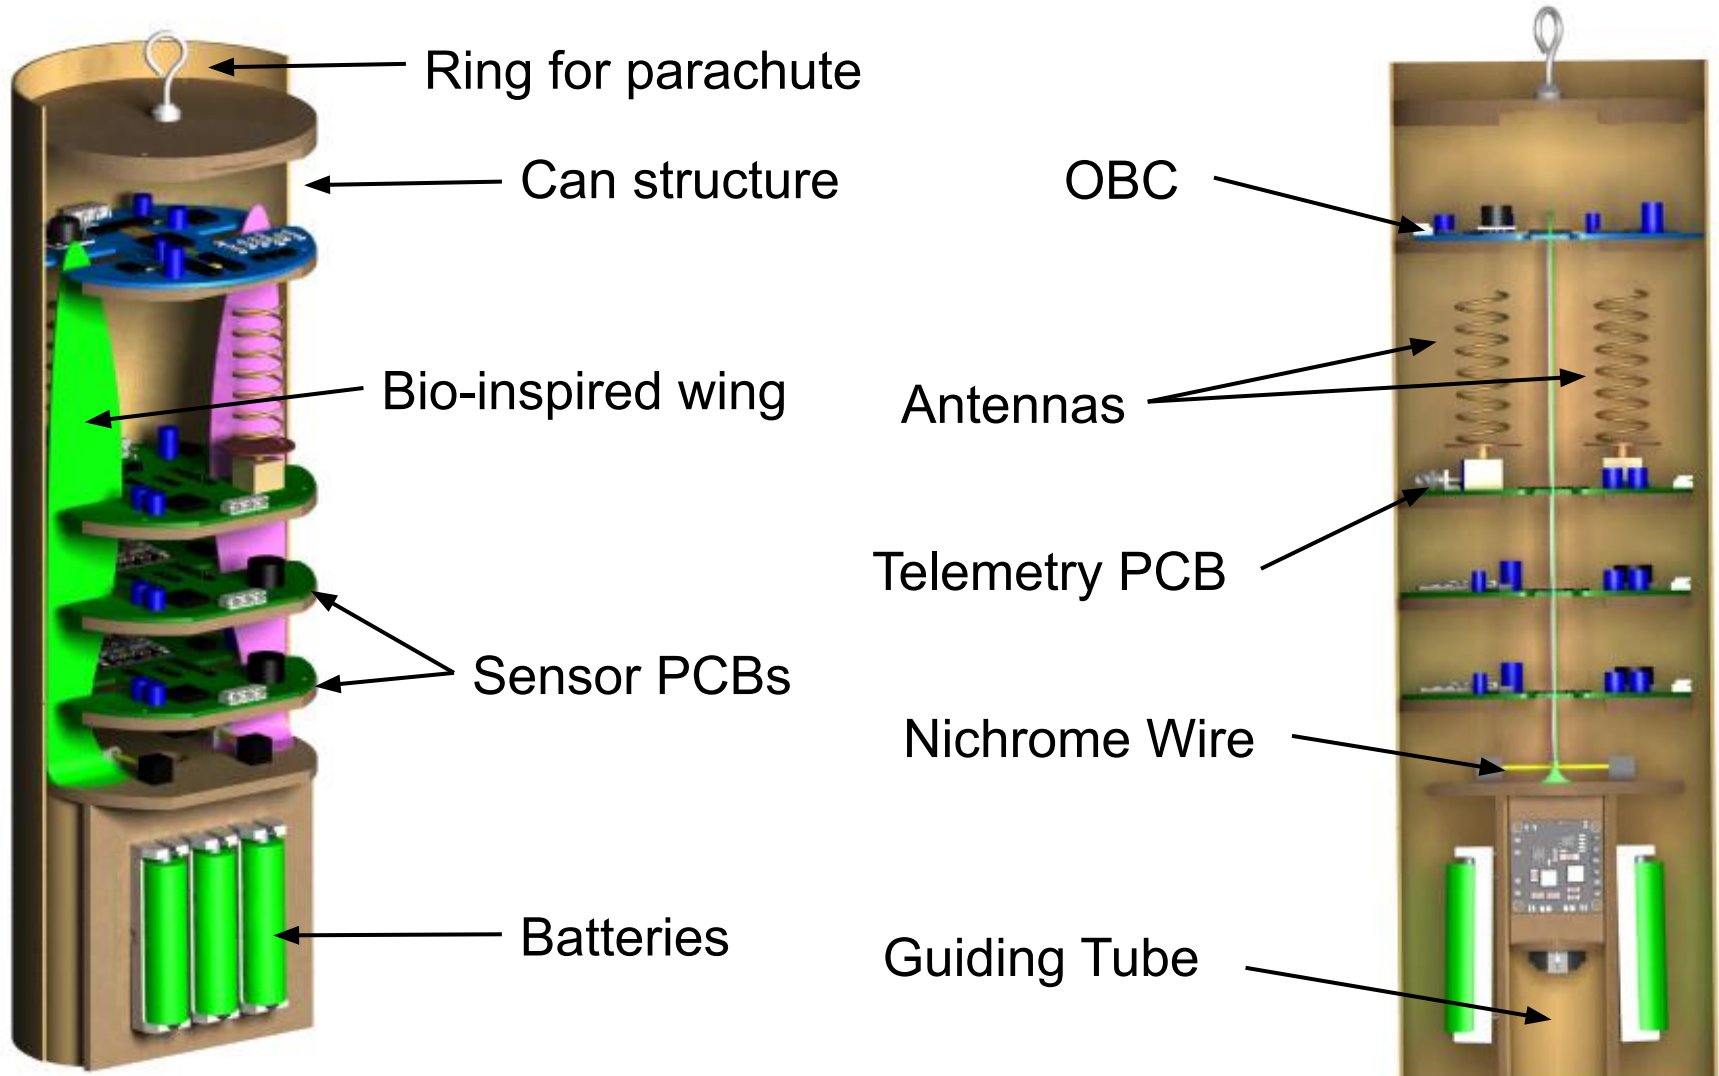 Ring for parachute
Can structure
Bio-inspired wing
Sensor PCBs
Batteries
OBC
Antennas
Telemetry PCB
Nichrome Wire
Guiding Tube